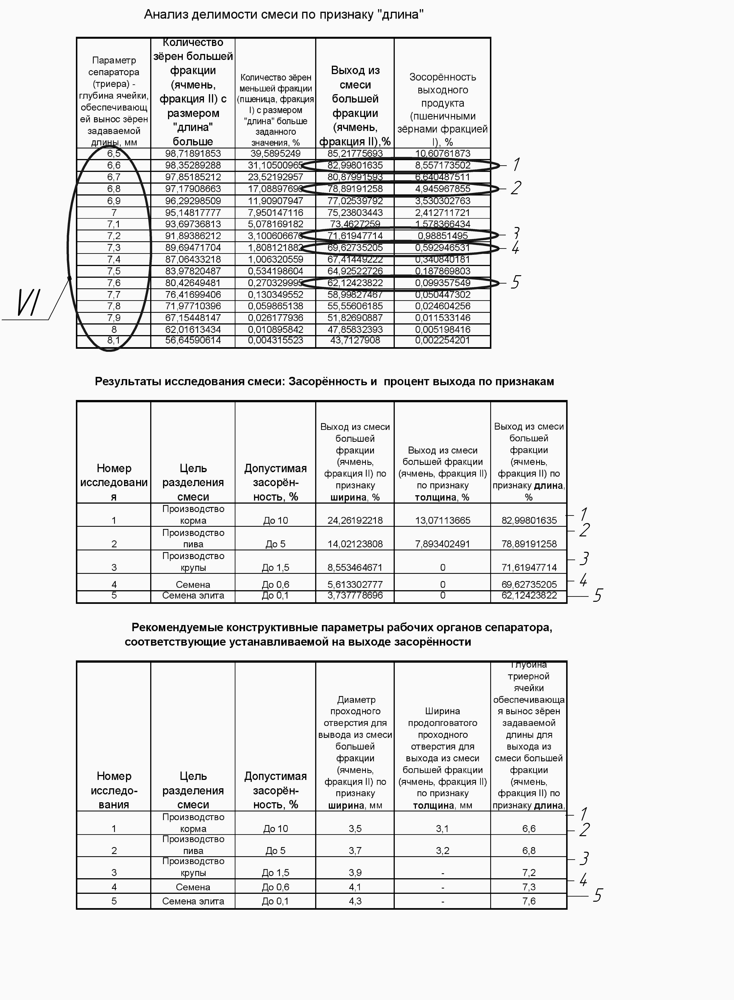 Анализ делимости смеси по признаку "длина"
Параметр
сепаратора
(триера) -
глубина ячейки,
обеспечивающ
ей вынос зёрен
задаваемой
длины, мм
Количество
зёрен большей
фракции
(ячмень,
фракция II) с
размером
"длина"
больше
Количество зёрен
меньшей фракции
(пшеница, фракция
I) с размером
"длина" больше
заданного
значения, %
Выход из
смеси
большей
фракции
(ячмень,
фракция II),%
Зосорённость
выходного
продукта
(пшеничными
зёрнами фракцией
I), %
6,5 98,71891853 39,5895249 85,21775693 10,60761873
6,6 98,35289288 31,10500965 82,99801635 8,557173502 1
6,7 97,85185212 23,52192957 80,87991593 6,640487511
6,8 97,17908663 17,08897696 78,89191258 4,945967855 2
6,9 96,29298509 11,90907947 77,02539792 3,530302763
7 95,14817777 7,950147116 75,23803443 2,412711721
7,1 93,69736813 5,078169182 73,4627259 1,578366434
7,2 91,89386212 3,100606676 71,61947714 0,98851495 3
7,3 89,69471704 1,808121882 69,62735205 0,592946531 4
7,4 87,06433218 1,006320559 67,41449222 0,340840181
7,5 83,97820487 0,534198604 64,92522726 0,187869803
7,6 80,42649481 0,270329995 62,12423822 0,099357549 5
VI
7,7 76,41699406 0,130349552 58,99827467 0,050447302
7,8 71,97710396 0,059865138 55,55606185 0,024604256
7,9 67,15448147 0,026177936 51,82690887 0,011533146
8 62,01613434 0,010895842 47,85832393 0,005198416
8,1 56,64590614 0,004315523 43,7127908 0,002254201
Результаты исследования смеси: Засорённость и процент выхода по признакам
Номер
исследовани
я
Цель
разделения
смеси
Допустимая
засорён-
ность, %
Выход из смеси
большей
фракции
(ячмень,
фракция II) по
признаку
ширина, %
Выход из смеси
большей фракции
(ячмень, фракция II)
по признаку
толщина, %
Выход из смеси
большей
фракции
(ячмень,
фракция II) по
признаку длина,
%
1 Производство
корма До 10 24,26192218 13,07113665 82,99801635 1
2 Производство
пива До 5 14,02123808 7,893402491 78,89191258 2
3 Производство
крупы До 1,5 8,553464671 0 71,61947714 3
4 Семена До 0,6 5,613302777 0 69,62735205 4
5 Семена элита До 0,1 3,737778696 0 62,12423822 5
Рекомендуемые конструктивные параметры рабочих органов сепаратора,
соответствующие устанавливаемой на выходе засорённости
Номер
исследо-
вания
Цель
разделения
смеси
Допустимая
засорён-
ность, %
Диаметр
проходного
отверстия для
вывода из смеси
большей
фракции
(ячмень,
фракция II) по
признаку
ширина, мм
Ширина
продолговатого
проходного
отверстия для
выхода из смеси
большей фракции
(ячмень, фракция II)
по признаку
толщина, мм
Глубина
триерной
ячейки
обеспечивающа
я вынос зёрен
задаваемой
длины для
выхода из
смеси большей
фракции
(ячмень,
фракция II) по
признаку длина,
1 Производство
корма До 10 3,5 3,1 6,6 1
2 Производство
пива До 5 3,7 3,2 6,8 2
3 Производство
крупы До 1,5 3,9 - 7,2 3
4 Семена До 0,6 4,1 - 7,3 4
5 Семена элита До 0,1 4,3 - 7,6 5